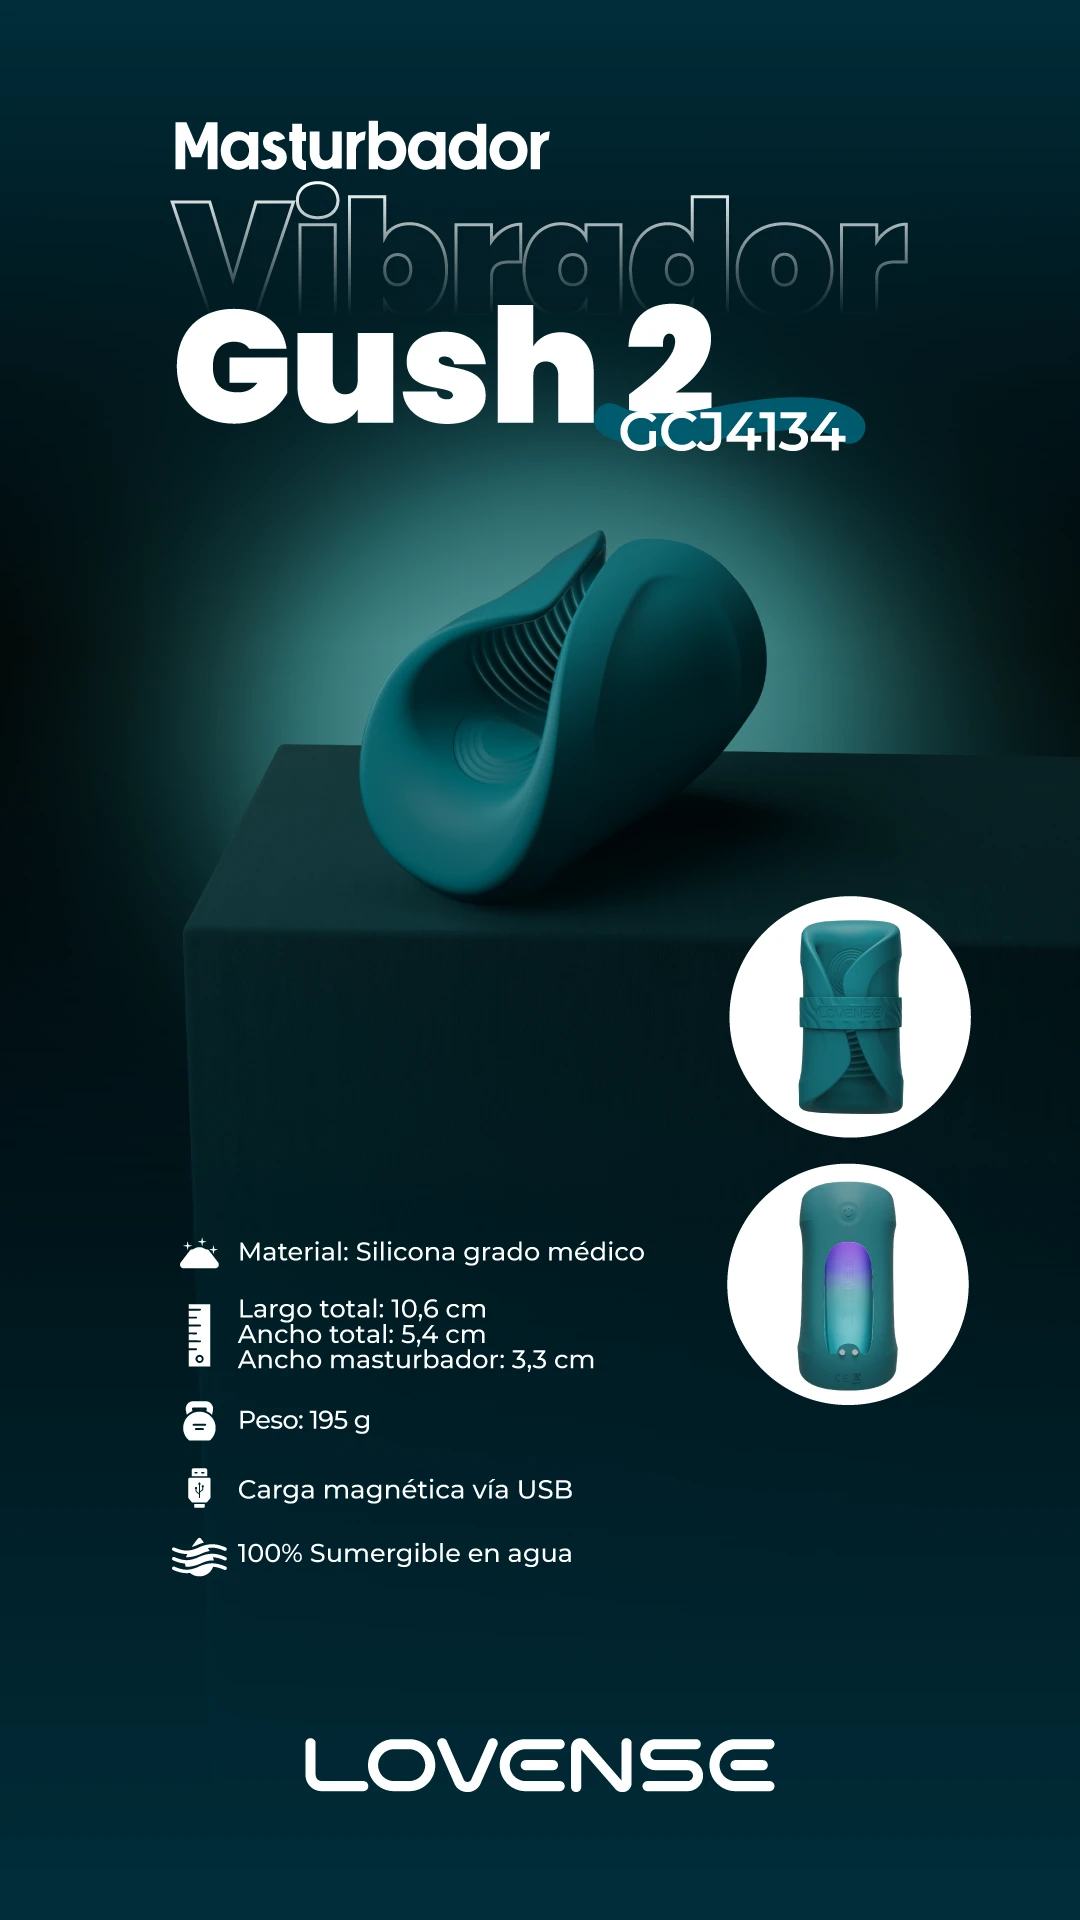 Masturbador
Vibrador
Gush 2
GCJ4134
LOVENSE
Material: Silicona grado médico
Largo total: 10,6 cm
Ancho total: 5,4 cm
Ancho masturbador: 3,3 cm
Peso: 195 g
Carga magnética vía USB
100% Sumergible en agua
LOVENSE